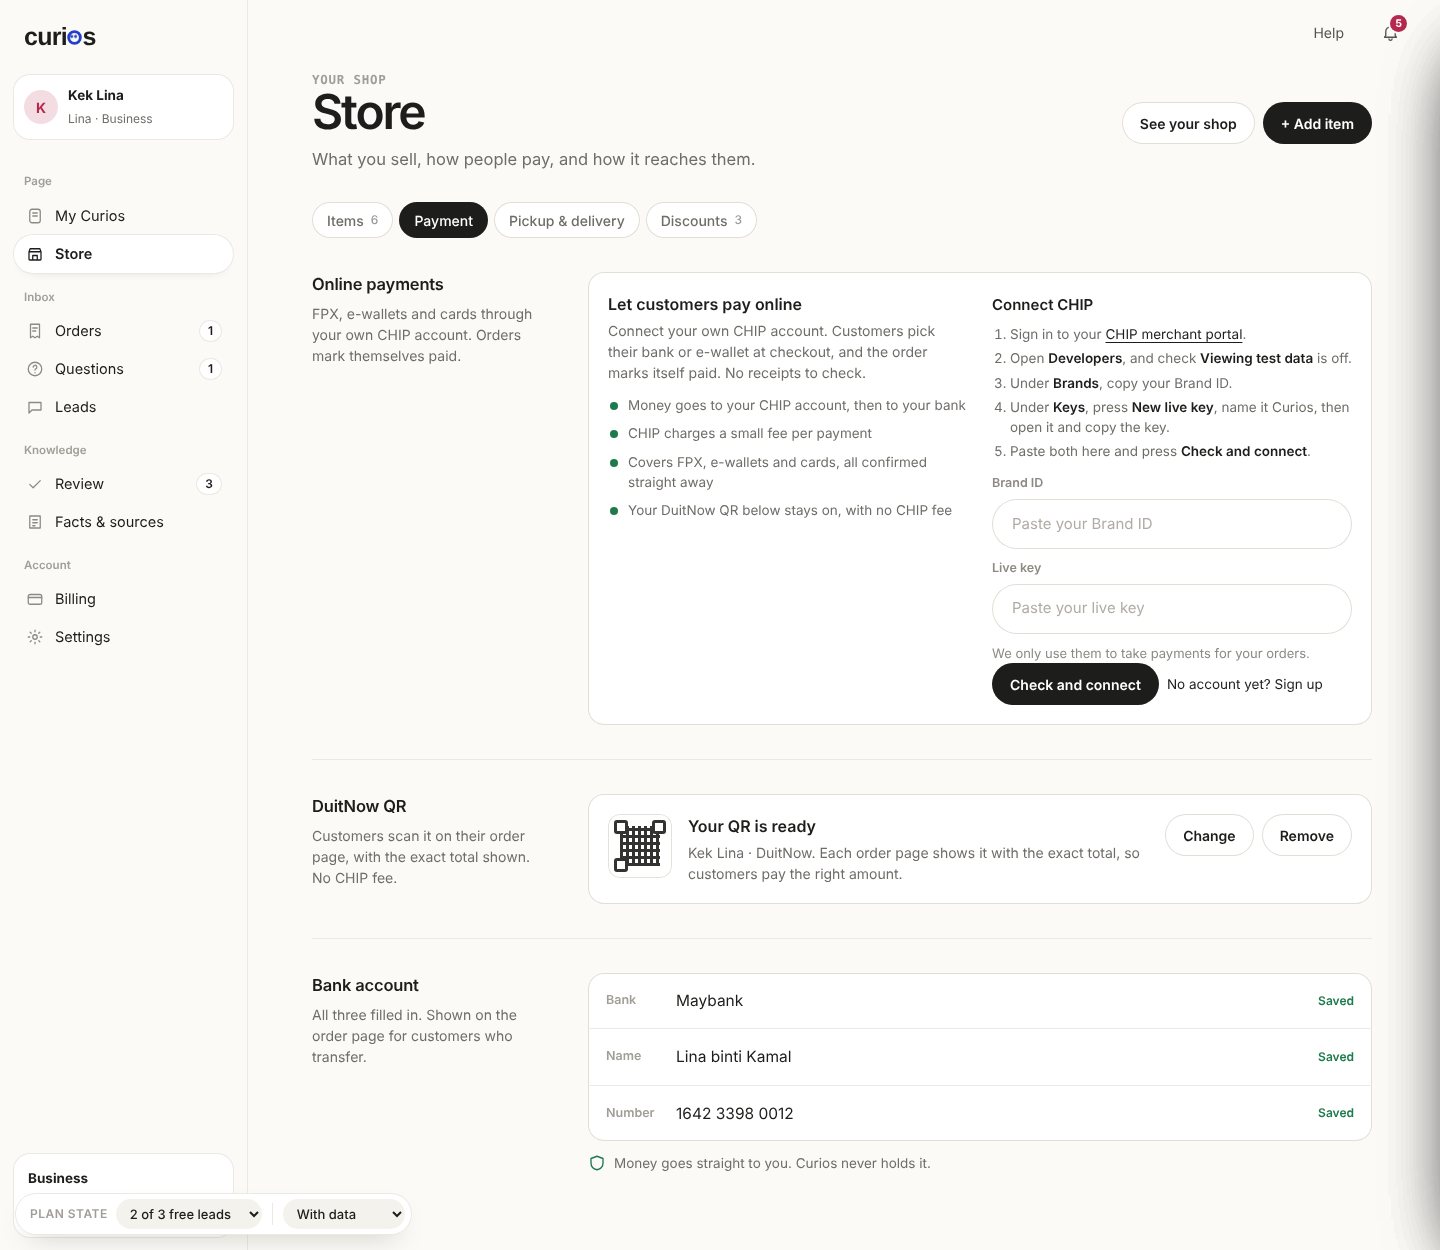 curios
Help
5
K
Kek Lina
Lina · Business
Page
My Curios
Store
Inbox
Orders 1
Questions 1
Leads
Knowledge
Review 3
Facts & sources
Account
Billing
Settings
Business
PLAN STATE 2 of 3 free leads With data
YOUR SHOP
Store
What you sell, how people pay, and how it reaches them.
See your shop
+ Add item
Items 6 Payment Pickup & delivery Discounts 3
Online payments
FPX, e-wallets and cards through
your own CHIP account. Orders
mark themselves paid.
Let customers pay online
Connect your own CHIP account. Customers pick
their bank or e-wallet at checkout, and the order
marks itself paid. No receipts to check.
Money goes to your CHIP account, then to your bank
CHIP charges a small fee per payment
Covers FPX, e-wallets and cards, all confirmed
straight away
Your DuitNow QR below stays on, with no CHIP fee
Connect CHIP
1. Sign in to your CHIP merchant portal.
2. Open Developers, and check Viewing test data is off.
3. Under Brands, copy your Brand ID.
4. Under Keys, press New live key, name it Curios, then
open it and copy the key.
5. Paste both here and press Check and connect.
Brand ID
Paste your Brand ID
Live key
Paste your live key
We only use them to take payments for your orders.
Check and connect No account yet? Sign up
DuitNow QR
Customers scan it on their order
page, with the exact total shown.
No CHIP fee.
Your QR is ready
Kek Lina · DuitNow. Each order page shows it with the exact total, so
customers pay the right amount.
Change Remove
Bank account
All three filled in. Shown on the
order page for customers who
transfer.
Bank Maybank Saved
Name Lina binti Kamal Saved
Number 1642 3398 0012 Saved
Money goes straight to you. Curios never holds it.